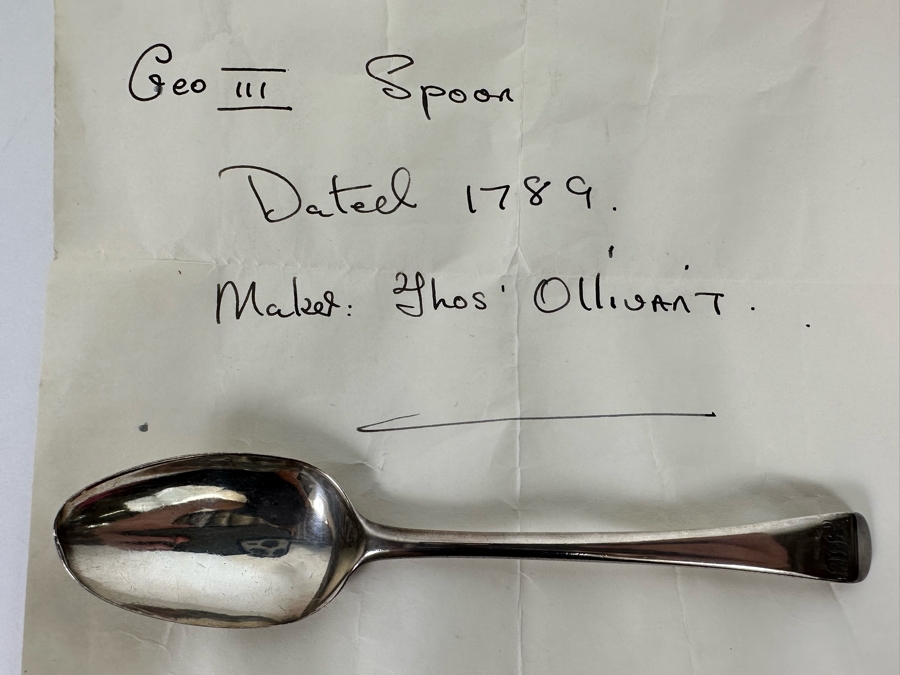 Geo III Spoon
Dated 1789.
Maker: Thos' Ollivant.